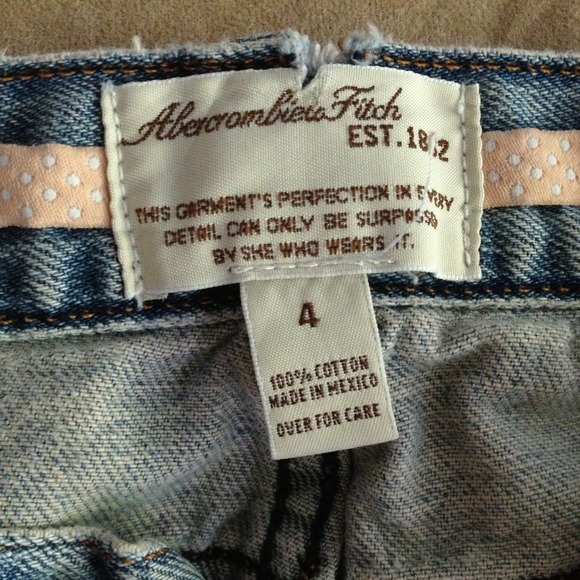 Abercrombie & Fitch
EST. 1892
THIS GARMENT'S PERFECTION IN EVERY
DETAIL CAN ONLY BE SURPASSED
BY SHE WHO WEARS IT.
4
100% COTTON
MADE IN MEXICO
OVER FOR CARE